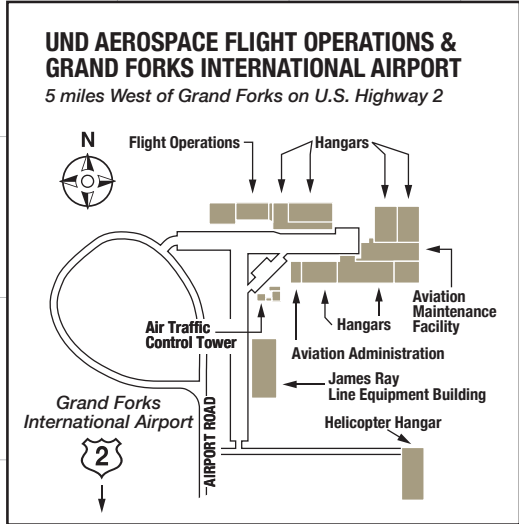 UND AEROSPACE FLIGHT OPERATIONS &
GRAND FORKS INTERNATIONAL AIRPORT
5 miles West of Grand Forks on U.S. Highway 2
N
Flight Operations
Hangars
Air Traffic
Control Tower
Hangars
Aviation
Maintenance
Facility
Aviation Administration
James Ray
Line Equipment Building
Grand Forks
International Airport
2
AIRPORT ROAD
Helicopter Hangar